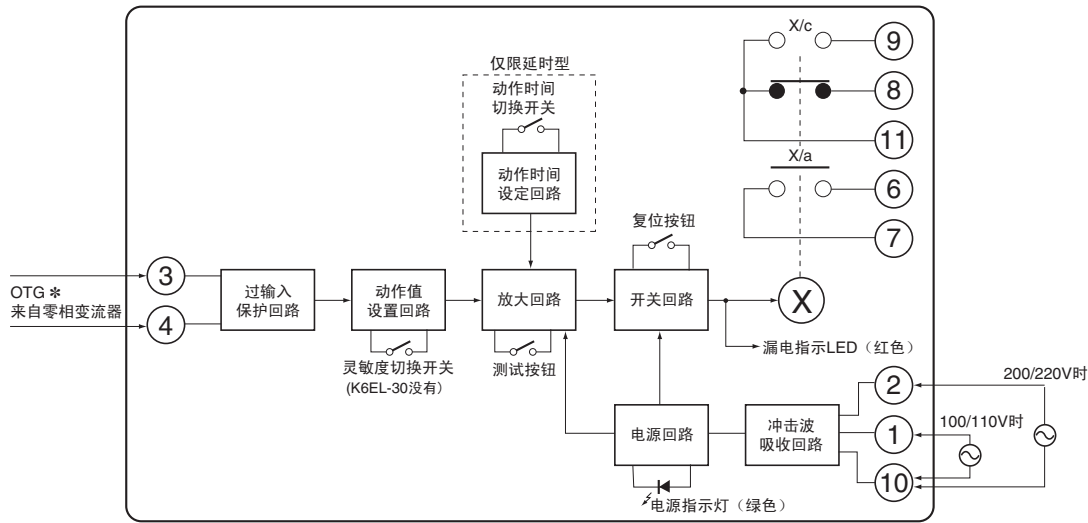 X/c
9
仅限延时型
动作时间
切换开关
8
11
X/a
动作时间
设定回路
6
复位按钮
7
3
OTG＊
来自零相变流器
4
过输入
保护回路
动作值
设置回路
放大回路
开关回路
X
漏电指示LED（红色）
灵敏度切换开关
(K6EL-30没有）
测试按钮
2
200/220V时
100/110V时
电源回路
冲击波
吸收回路
1
10
电源指示灯（绿色）